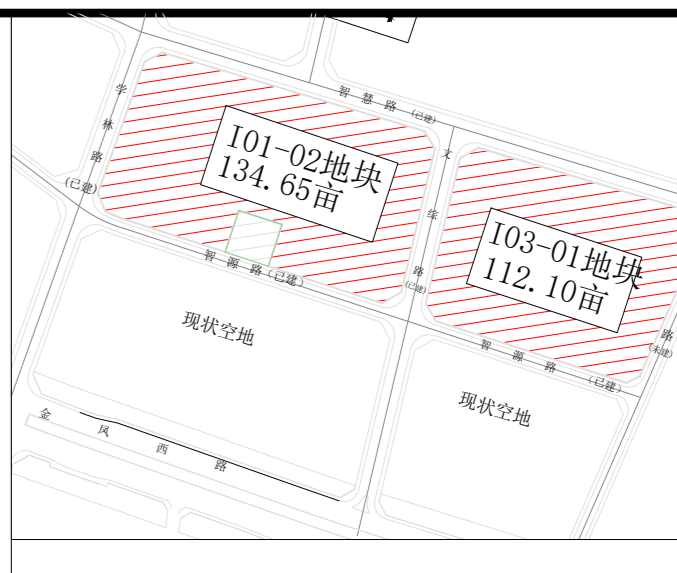 智慧路(已建)
学林路(已建)
I01-02地块
134.65亩
文综路(已建)
I03-01地块
112.10亩
智源路(已建)
路(未建)
智源路(已建)
现状空地
现状空地
金凤西路